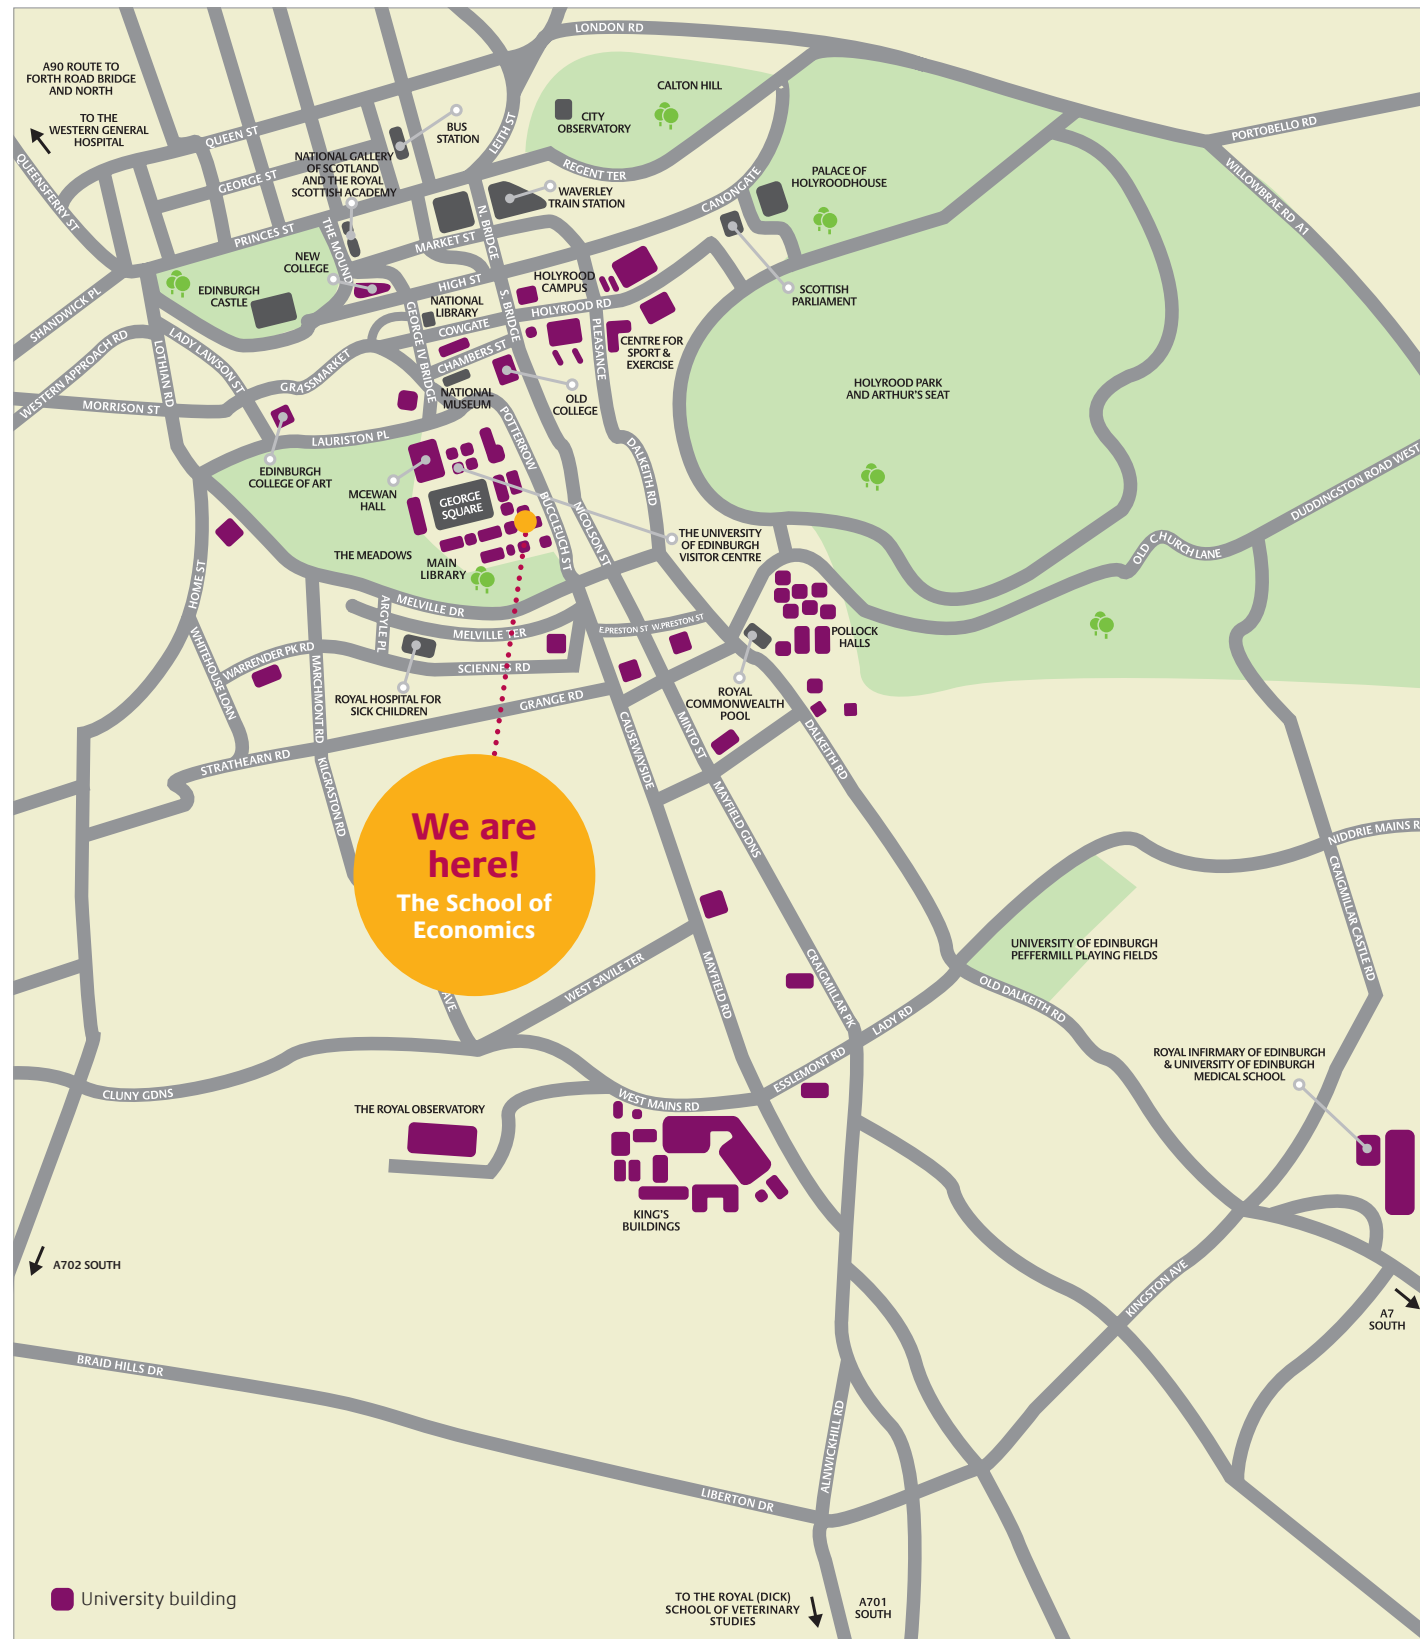 LONDON RD
A90 ROUTE TO
FORTH ROAD BRIDGE
AND NORTH
TO THE
WESTERN GENERAL
HOSPITAL
QUEENSFERRY ST
QUEEN ST
GEORGE ST
PRINCES ST
NATIONAL GALLERY
OF SCOTLAND
AND THE ROYAL
SCOTTISH ACADEMY
BUS
STATION
LEITH ST
CITY
OBSERVATORY
CALTON HILL
REGENT TER
WAVERLEY
TRAIN STATION
CANONGATE
PALACE OF
HOLYROODHOUSE
PORTOBELLO RD
WILLOWBRAE RD A1
THE MOUND
MARKET ST
N. BRIDGE
NEW
COLLEGE
EDINBURGH
CASTLE
HIGH ST
HOLYROOD
CAMPUS
HOLYROOD RD
SCOTTISH
PARLIAMENT
SHANDWICK PL
NATIONAL
LIBRARY
GEORGE IV BRIDGE
COWGATE
S. BRIDGE
PLEASANCE
CENTRE FOR
SPORT &
EXERCISE
CHAMBERS ST
WESTERN APPROACH RD
LOTHIAN RD
LADY LAWSON ST
GRASSMARKET
NATIONAL
MUSEUM
OLD
COLLEGE
MORRISON ST
HOLYROOD PARK
AND ARTHUR'S SEAT
LAURISTON PL
POTTERROW
DALKEITH RD
EDINBURGH
COLLEGE OF ART
MCEWAN
HALL
GEORGE
SQUARE
BUCCLEUCH ST
NICOLSON ST
DUDDINGSTON ROAD WEST
THE UNIVERSITY
OF EDINBURGH
VISITOR CENTRE
OLD CHURCH LANE
THE MEADOWS
MAIN
LIBRARY
HOME ST
MELVILLE DR
ARGYLE PL
MELVILLE TER
E.PRESTON ST
W.PRESTON ST
POLLOCK
HALLS
WHITEHOUSE LOAN
WARRENDER PK RD
MARCHMONT RD
SCIENNES RD
ROYAL HOSPITAL FOR
SICK CHILDREN
ROYAL
COMMONWEALTH
POOL
GRANGE RD
CAUSEWAYSIDE
MINTO ST
DALKEITH RD
STRATHEARN RD
KILGRASTON RD
MAYFIELD GDNS
We are
here!
The School of
Economics
NIDDRIE MAINS R
CRAIGMILLAR CASTLE RD
UNIVERSITY OF EDINBURGH
PEFFERMILL PLAYING FIELDS
AVE
WEST SAVILE TER
MAYFIELD RD
CRAIGMILLAR PK
LADY RD
OLD DALKEITH RD
ESSLEMONT RD
ROYAL INFIRMARY OF EDINBURGH
& UNIVERSITY OF EDINBURGH
MEDICAL SCHOOL
CLUNY GDNS
THE ROYAL OBSERVATORY
WEST MAINS RD
KING'S
BUILDINGS
A702 SOUTH
KINGSTON AVE
A7
SOUTH
BRAID HILLS DR
ALNWICKHILL RD
LIBERTON DR
University building
TO THE ROYAL (DICK)
SCHOOL OF VETERINARY
STUDIES
A701
SOUTH